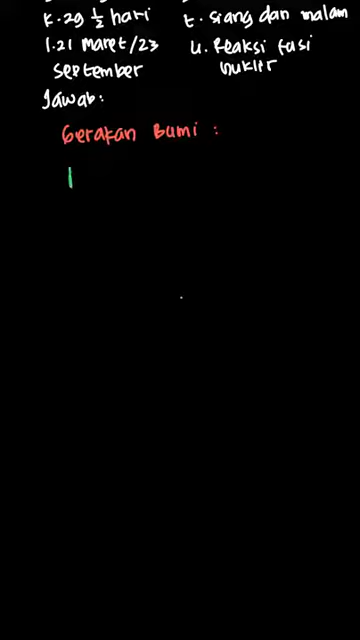 k. 29 1/2 hari
t. siang dan malam
l. 21 maret/23
september
u. Reaksi fusi
nuklir
Jawab:
Gerakan Bumi :